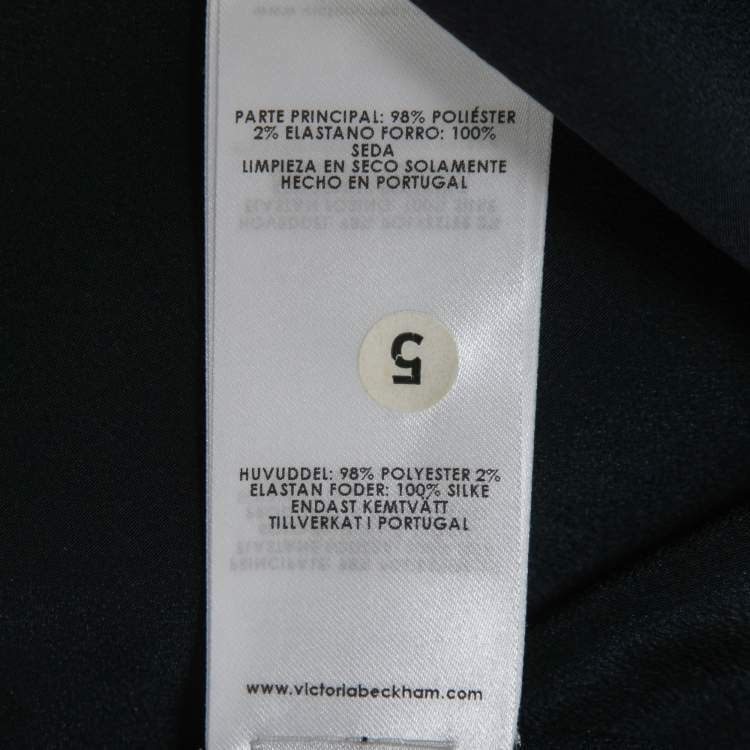 PARTE PRINCIPAL: 98% POLIÉSTER
2% ELASTANO FORRO: 100%
SEDA
LIMPIEZA EN SECO SOLAMENTE
HECHO EN PORTUGAL
5
HUVUDDEL: 98% POLYESTER 2%
ELASTAN FODER: 100% SILKE
ENDAST KEMTVÄTT
TILLVERKAT I PORTUGAL
www.victoriabeckham.com